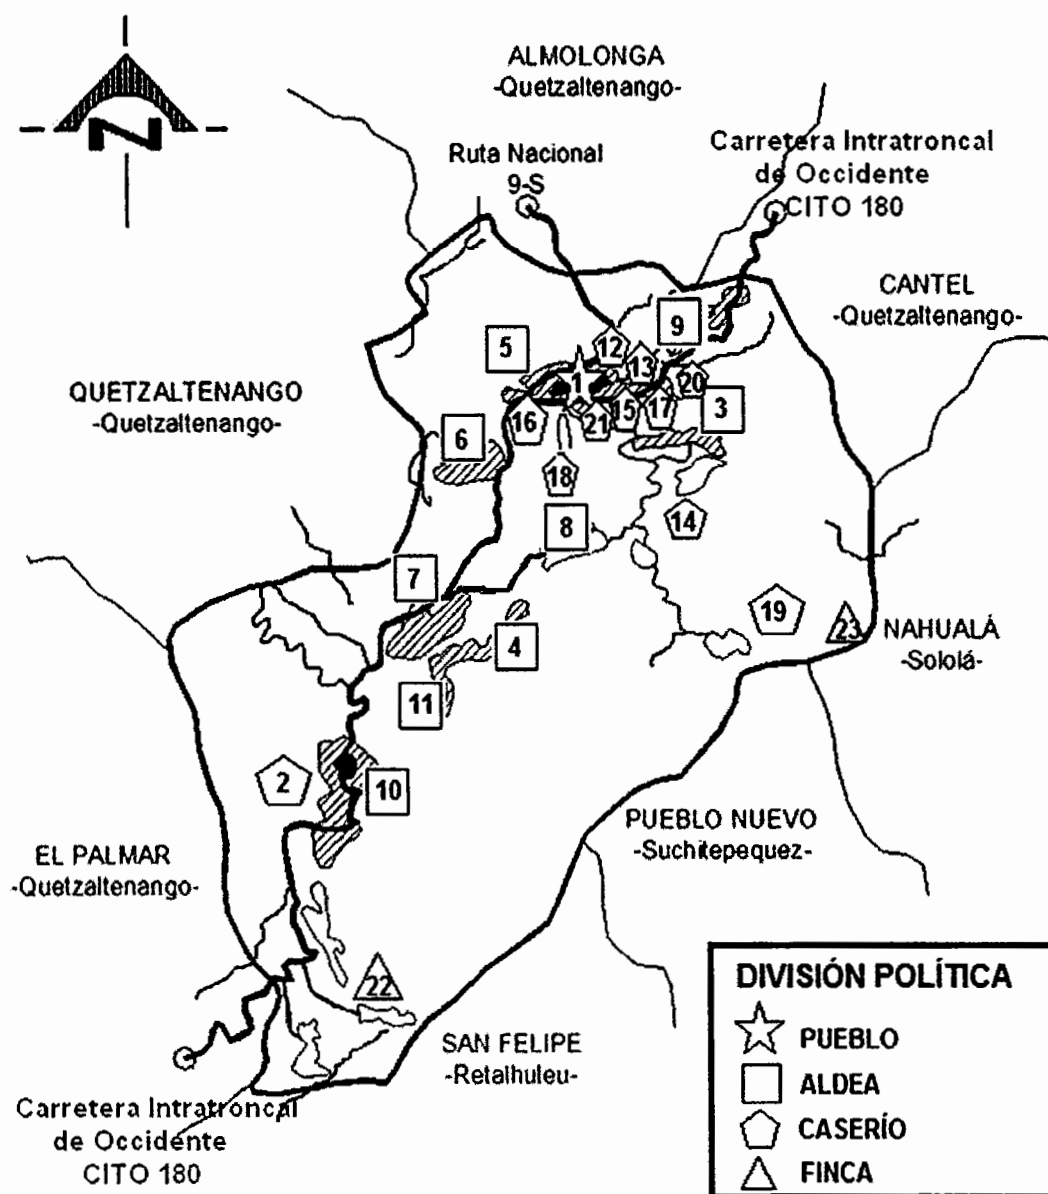 ALMOLONGA
-Quetzaltenango-
N
Ruta Nacional
9-S
Carretera Intratroncal
de Occidente
CITO 180
CANTEL
-Quetzaltenango-
QUETZALTENANGO
-Quetzaltenango-
9
5
12
13
1
20
16
21
15
17
3
6
18
14
8
7
19
23
NAHUALÁ
-Sololá-
4
11
2
10
PUEBLO NUEVO
-Suchitepequez-
EL PALMAR
-Quetzaltenango-
22
SAN FELIPE
-Retalhuleu-
Carretera Intratroncal
de Occidente
CITO 180
DIVISIÓN POLÍTICA
PUEBLO
ALDEA
CASERÍO
FINCA